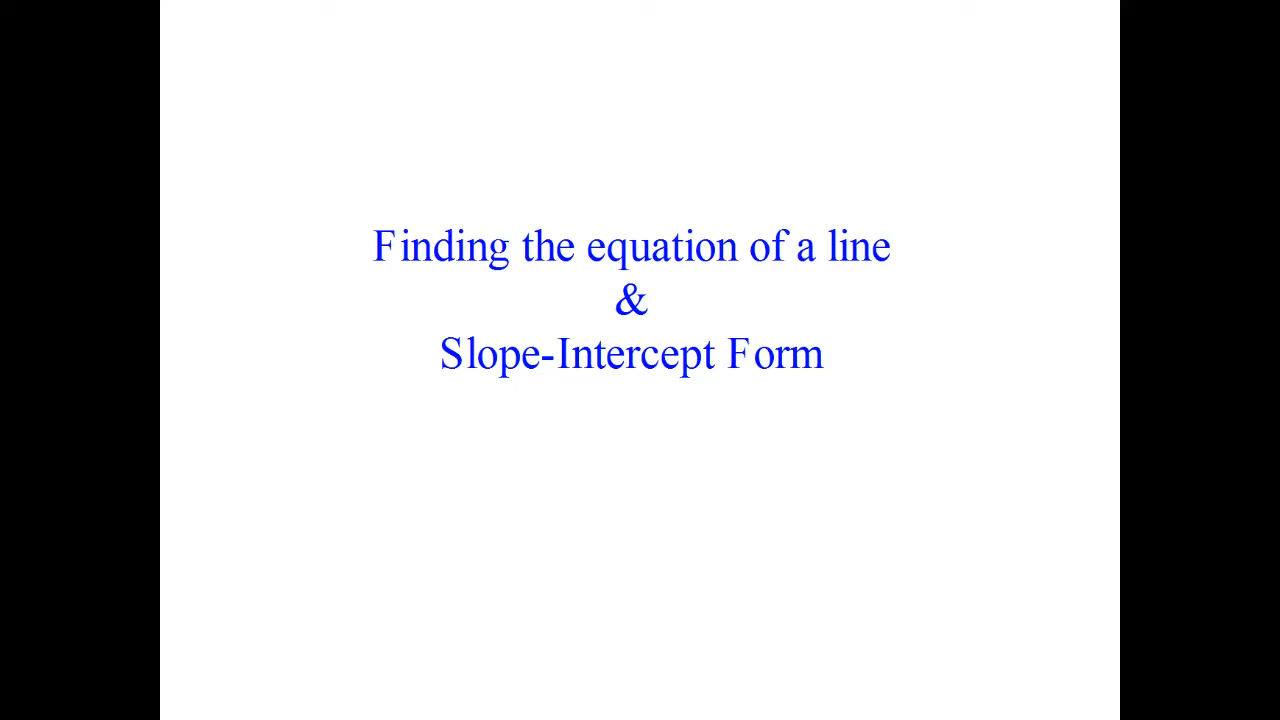 Finding the equation of a line
&
Slope-Intercept Form